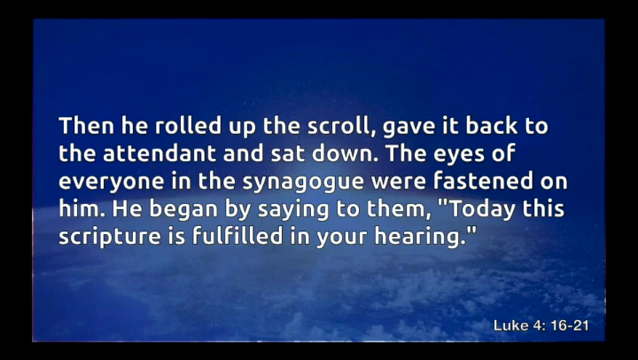 Then he rolled up the scroll, gave it back to
the attendant and sat down. The eyes of
everyone in the synagogue were fastened on
him. He began by saying to them, "Today this
scripture is fulfilled in your hearing."
Luke 4: 16-21